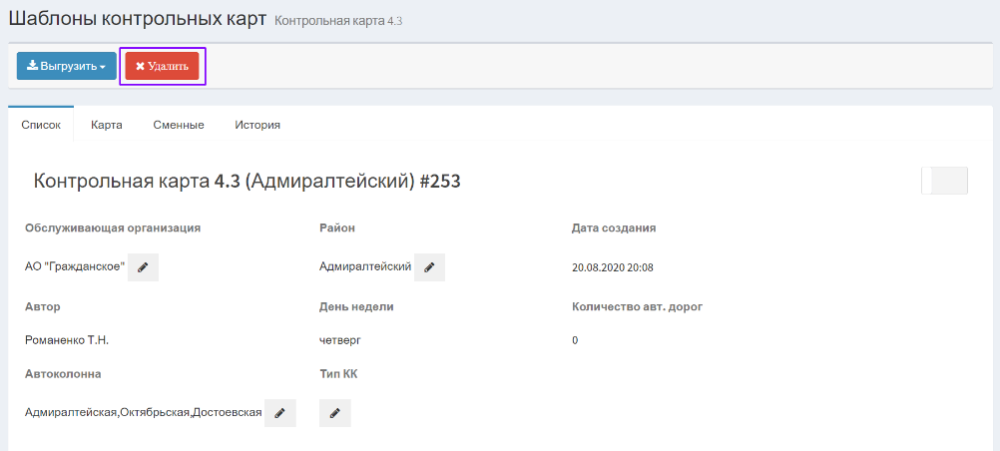 Шаблоны контрольных карт Контрольная карта 4.3
Выгрузить Удалить
Список Карта Сменные История
Контрольная карта 4.3 (Адмиралтейский) #253
Обслуживающая организация Район Дата создания
АО "Гражданское" Адмиралтейский 20.08.2020 20:08
Автор День недели Количество авт. дорог
Романенко Т.Н. четверг 0
Автоколонна Тип КК
Адмиралтейская,Октябрьская,Достоевская